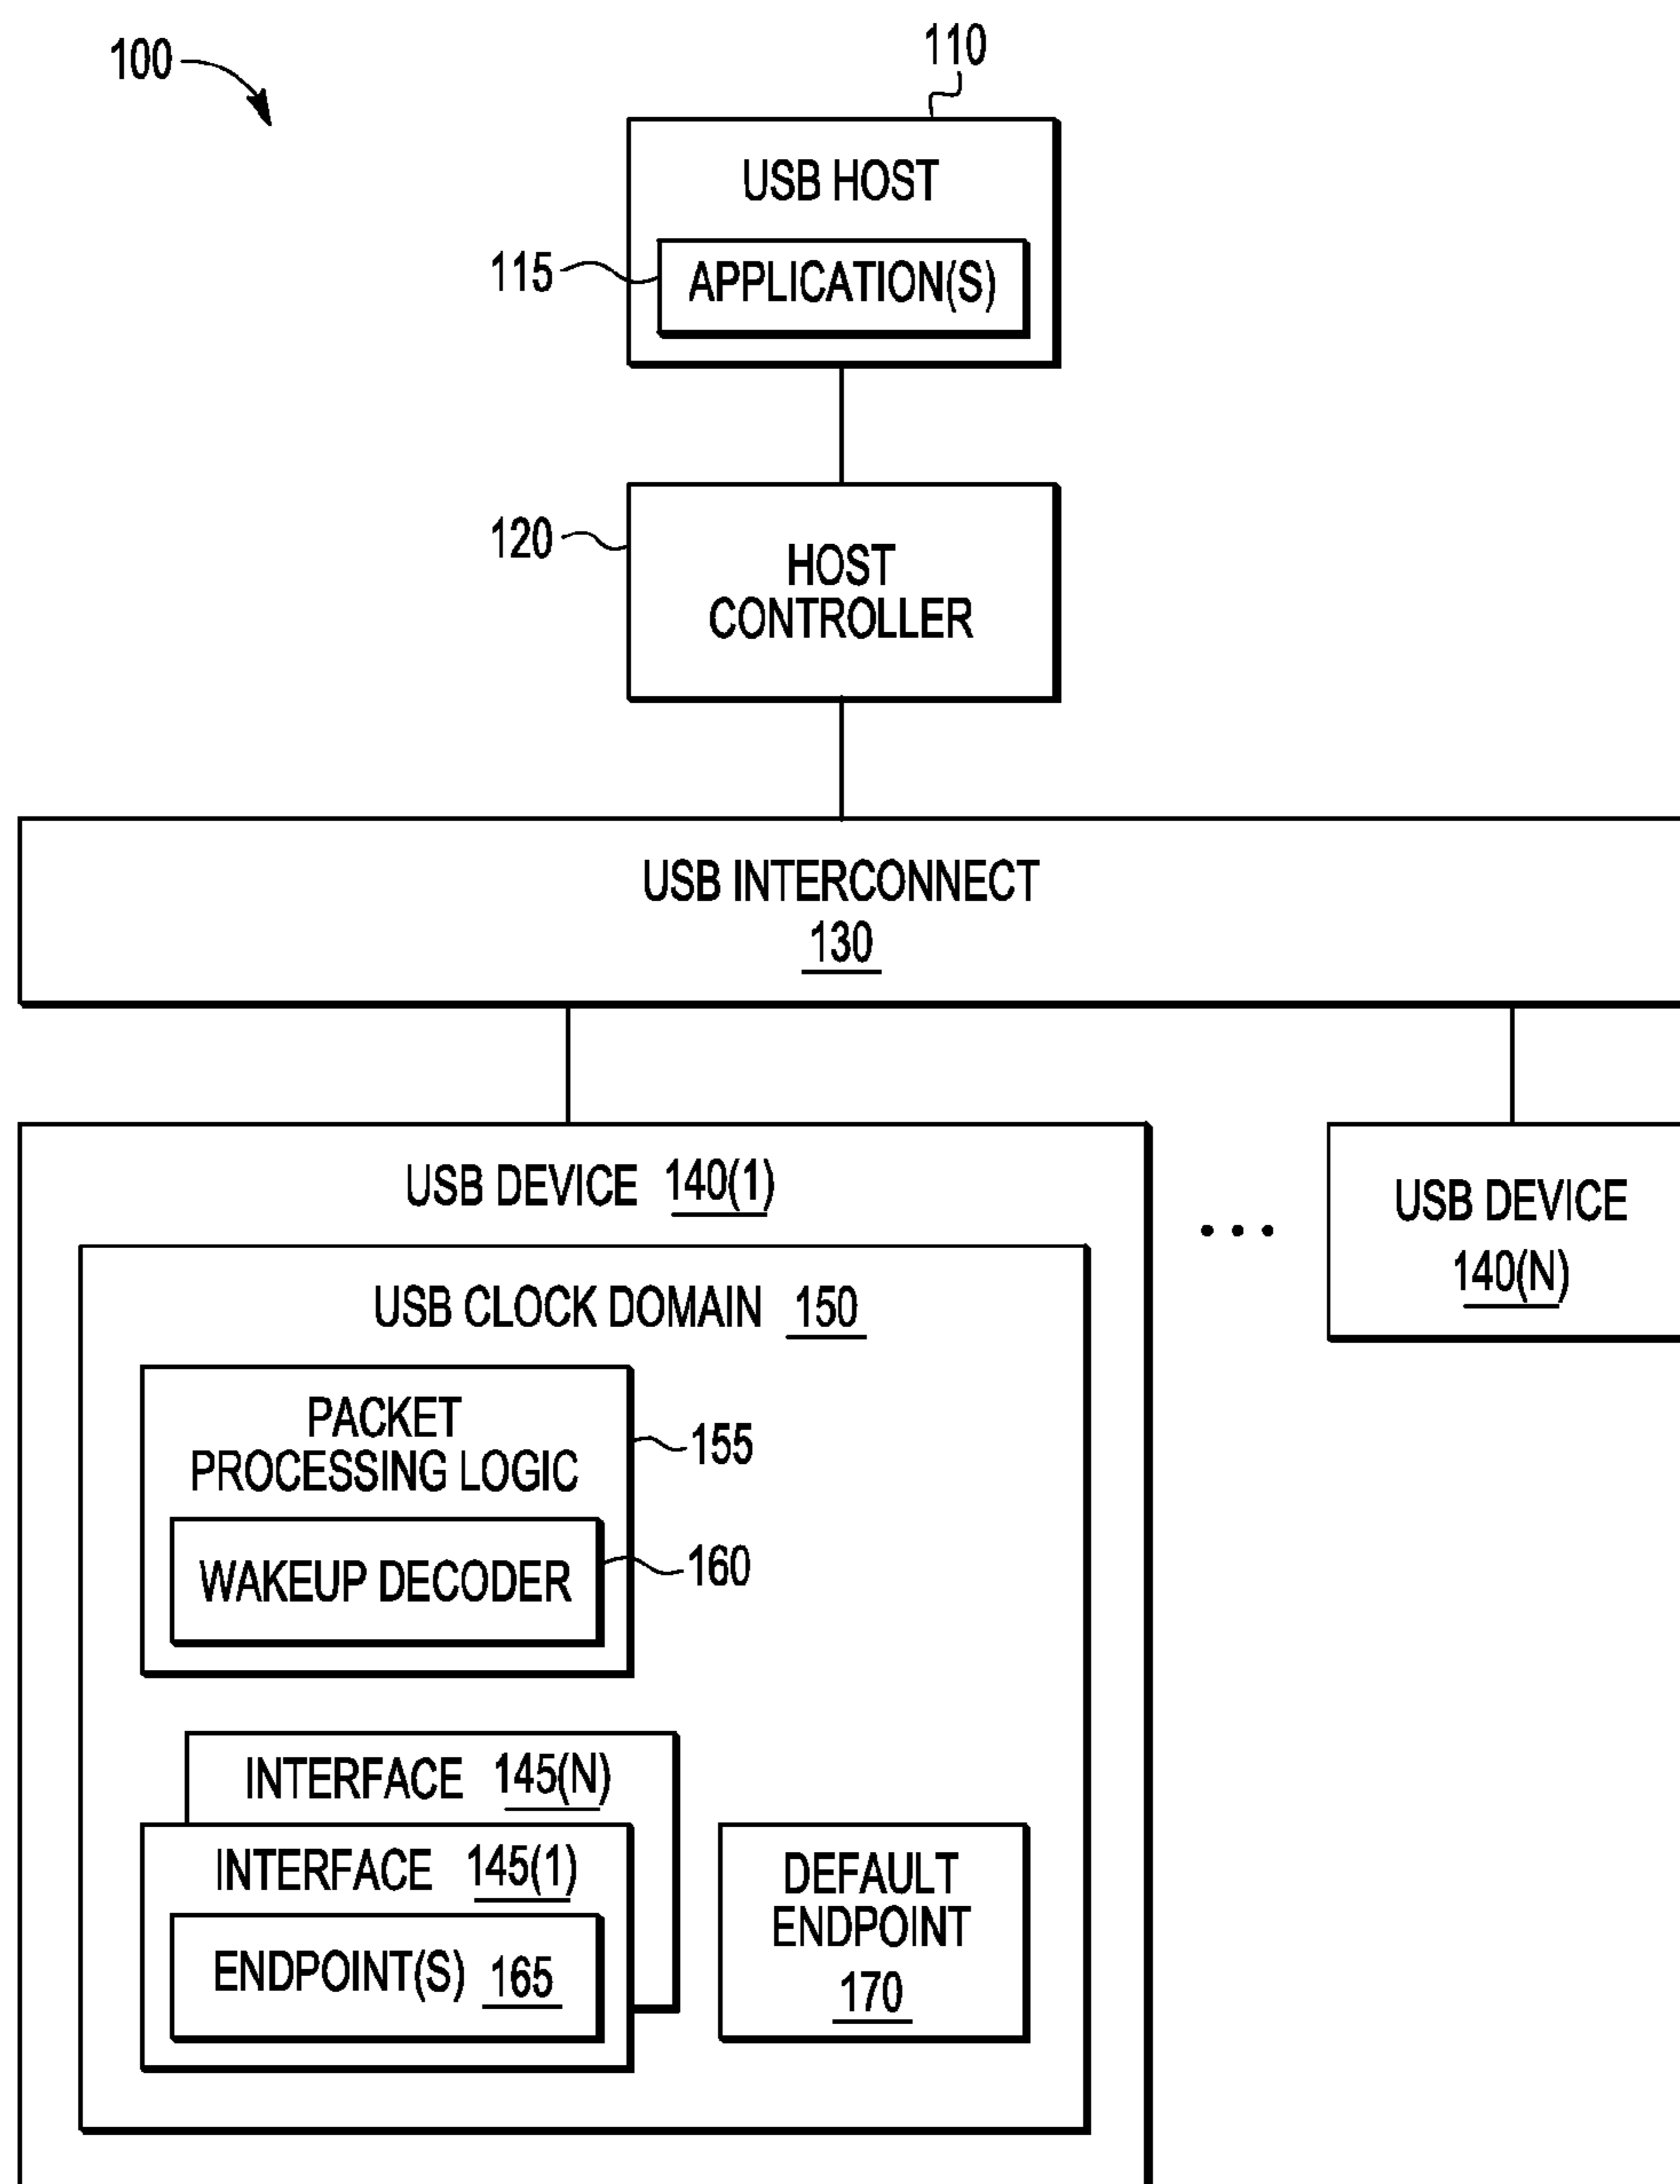 100
110
USB HOST
115
APPLICATION(S)
120
HOST
CONTROLLER
USB INTERCONNECT
130
USB DEVICE 140(1)
USB DEVICE
140(N)
USB CLOCK DOMAIN 150
PACKET
PROCESSING LOGIC
155
WAKEUP DECODER
160
INTERFACE 145(N)
INTERFACE 145(1)
ENDPOINT(S) 165
DEFAULT
ENDPOINT
170